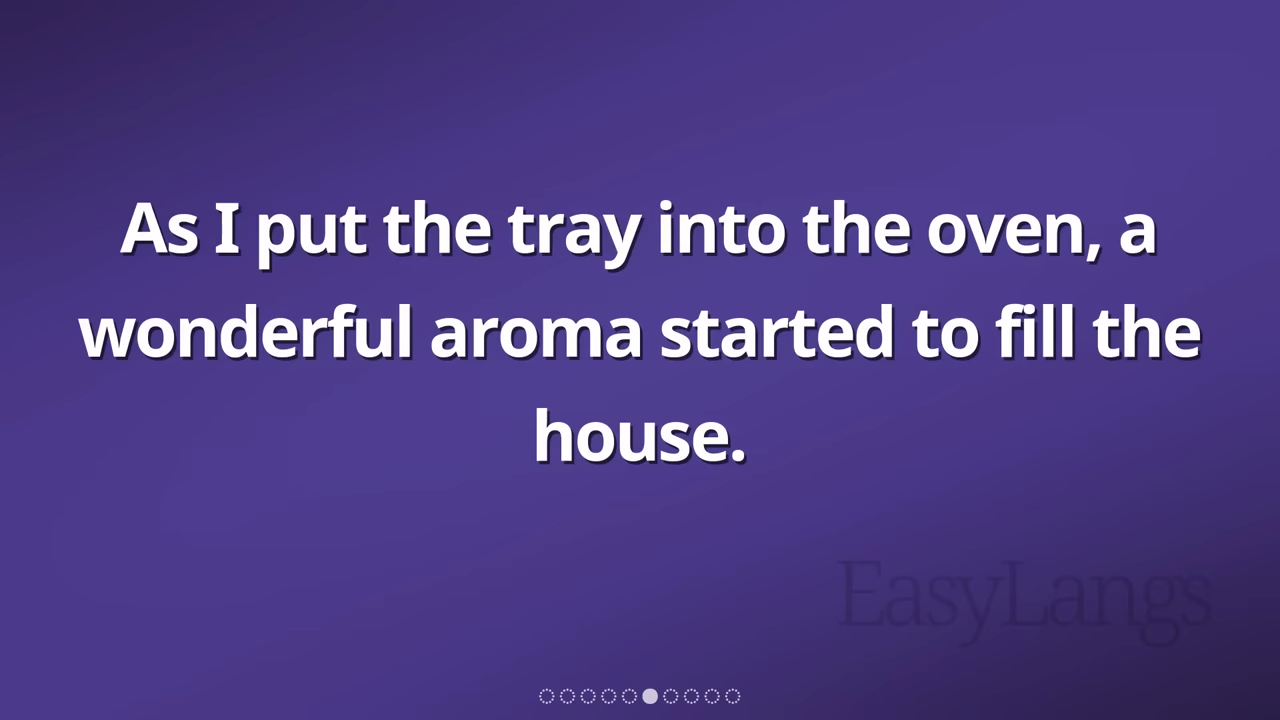 As I put the tray into the oven, a
wonderful aroma started to fill the
house.
EasyLangs